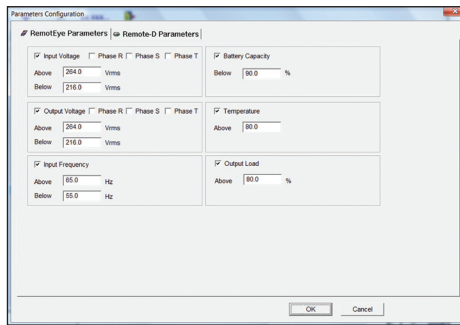 Parameters Configuration
RemotEye Parameters
Remote-D Parameters
Input Voltage Phase R Phase S Phase T
Above 264.0 Vrms
Below 216.0 Vrms
Battery Capacity
Below 90.0 %
Output Voltage Phase R Phase S Phase T
Above 264.0 Vrms
Below 216.0 Vrms
Temperature
Above 80.0
Input Frequency
Above 65.0 Hz
Below 55.0 Hz
Output Load
Above 80.0 %
OK Cancel